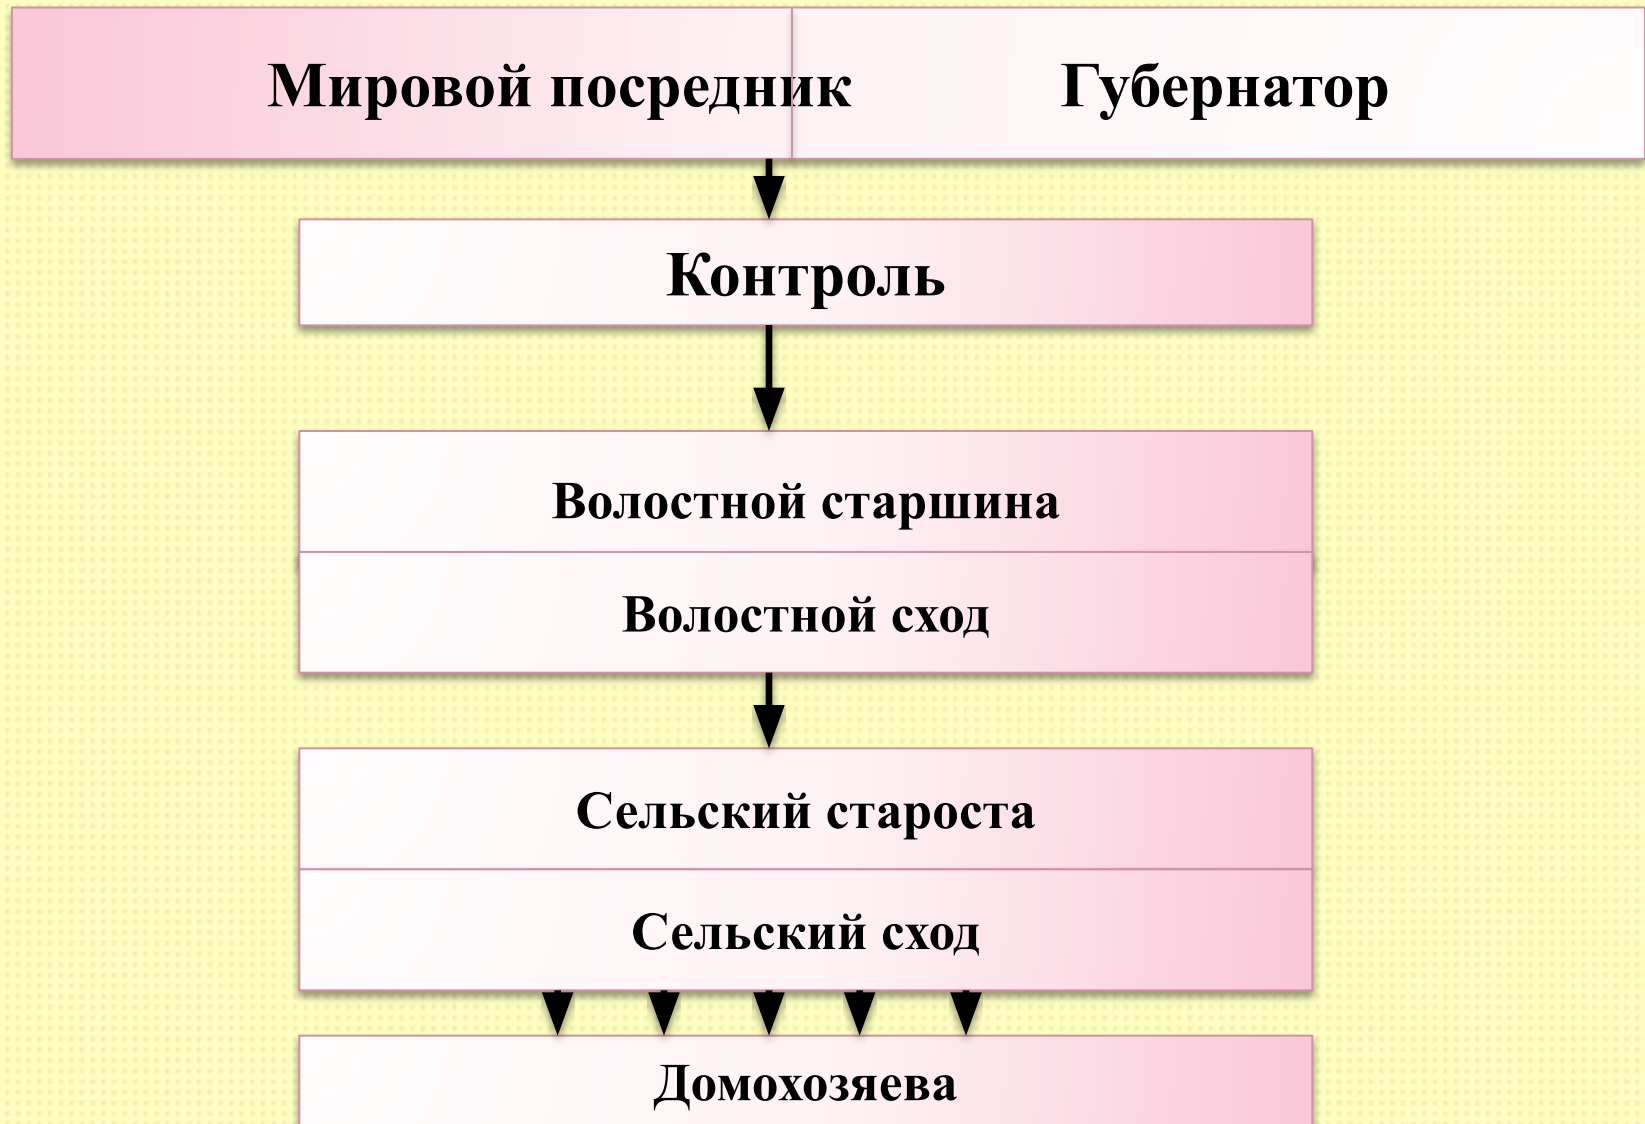 Мировой посредник
Губернатор
Контроль
Волостной старшина
Волостной сход
Сельский староста
Сельский сход
Домохозяева